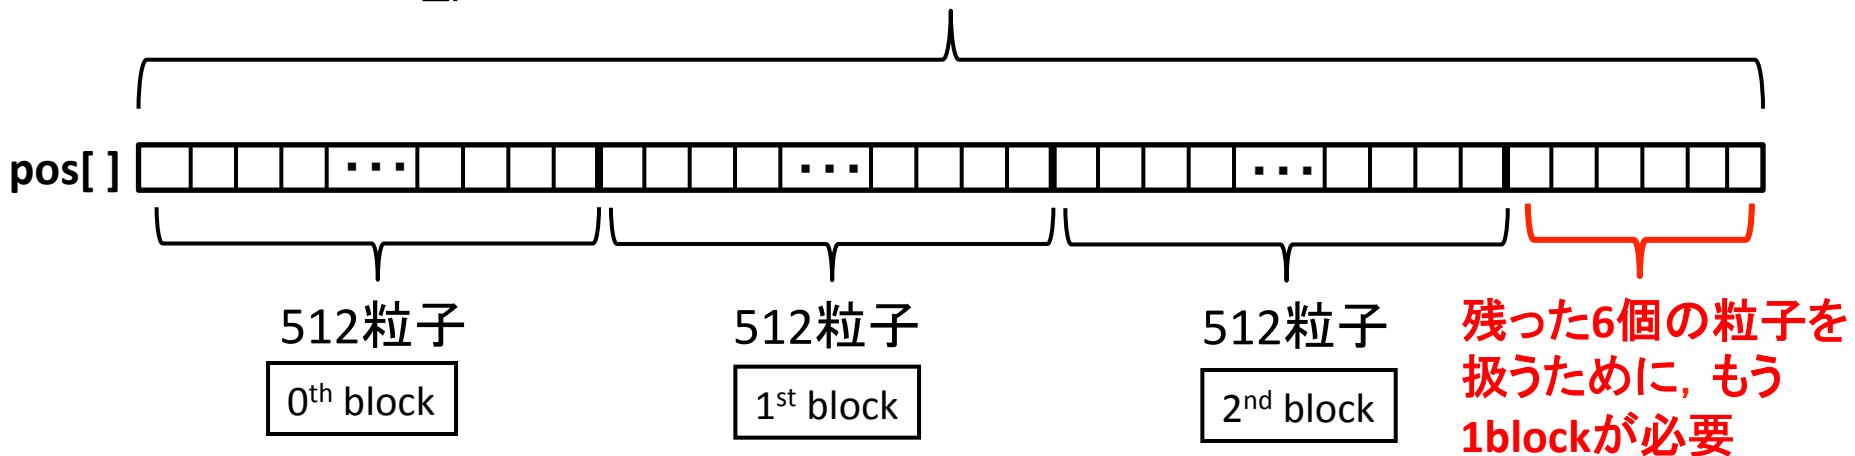 pos[ ]
512粒子
0th block
512粒子
1st block
512粒子
2nd block
残った6個の粒子を
扱うために, もう
1blockが必要